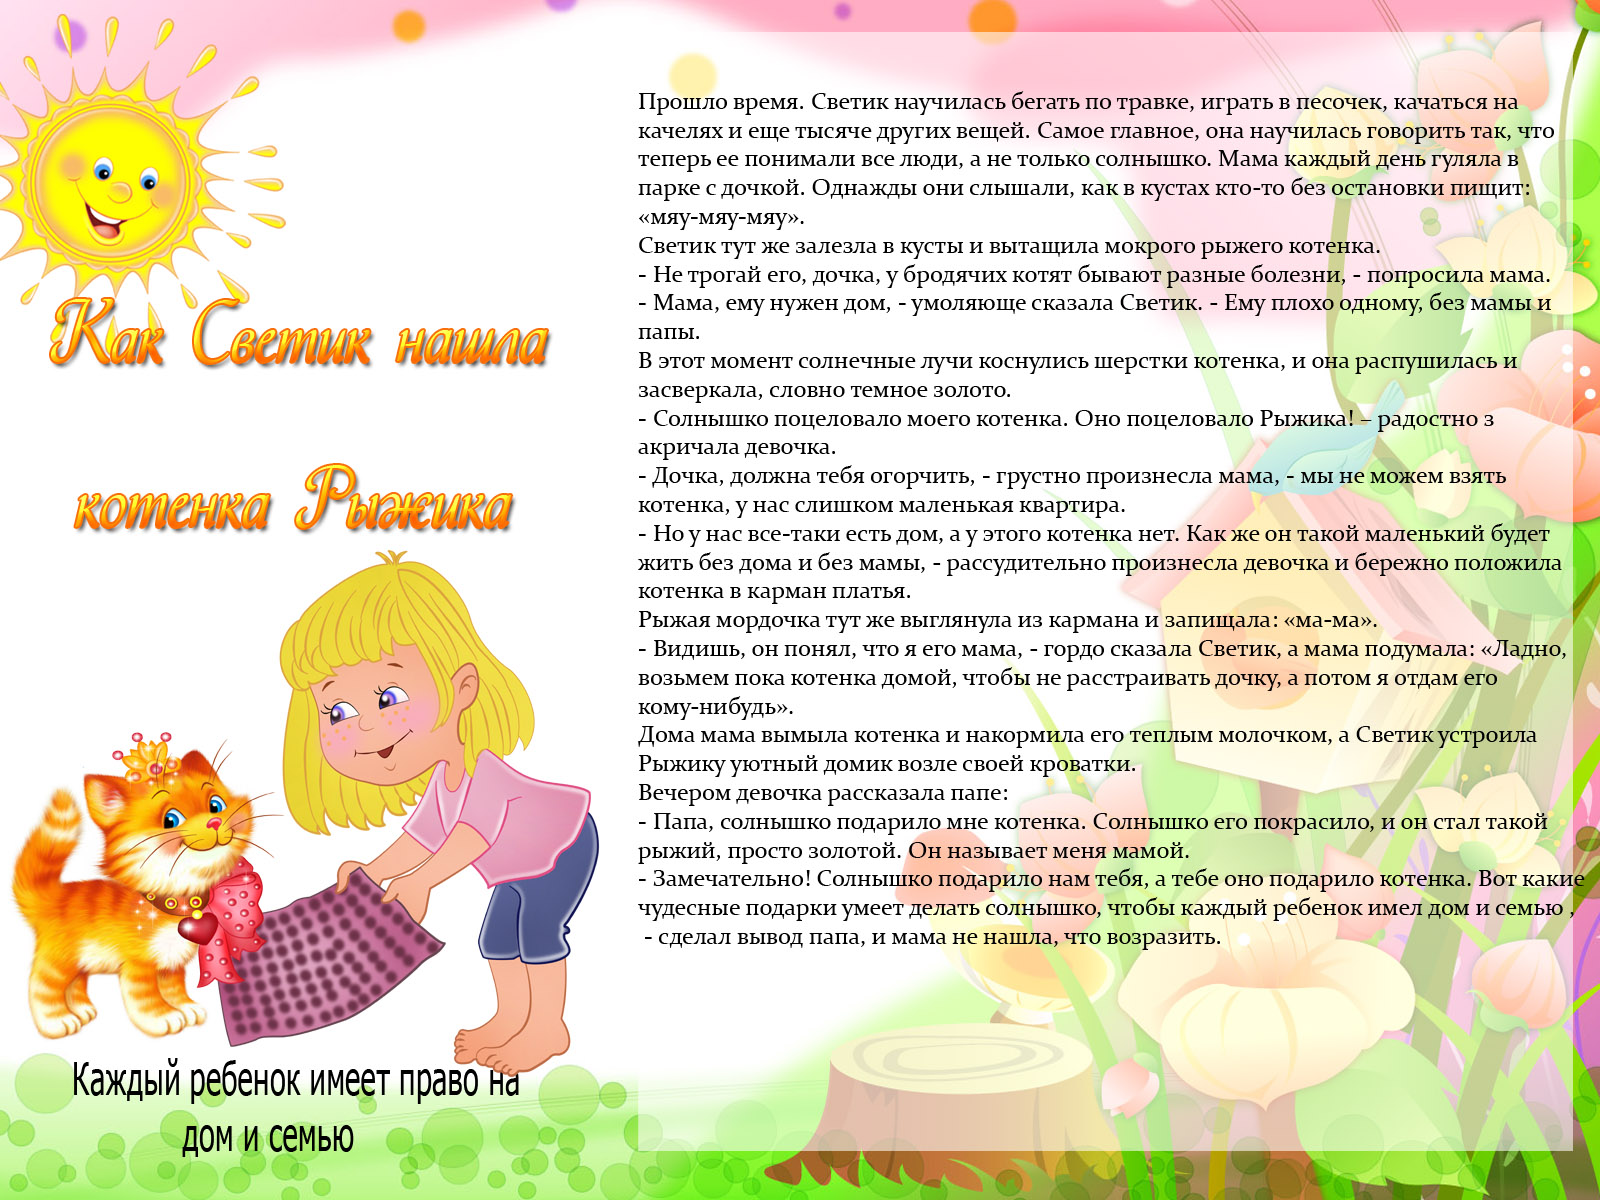 Как Светик нашла
котенка Рыжика
Каждый ребенок имеет право на
дом и семью
Прошло время. Светик научилась бегать по травке, играть в песочек, качаться на
качелях и еще тысяче других вещей. Самое главное, она научилась говорить так, что
теперь ее понимали все люди, а не только солнышко. Мама каждый день гуляла в
парке с дочкой. Однажды они слышали, как в кустах кто-то без остановки пищит:
«мяу-мяу-мяу».
Светик тут же залезла в кусты и вытащила мокрого рыжего котенка.
- Не трогай его, дочка, у бродячих котят бывают разные болезни, - попросила мама.
- Мама, ему нужен дом, - умоляюще сказала Светик. - Ему плохо одному, без мамы и
папы.
В этот момент солнечные лучи коснулись шерстки котенка, и она распушилась и
засверкала, словно темное золото.
- Солнышко поцеловало моего котенка. Оно поцеловало Рыжика! – радостно з
акричала девочка.
- Дочка, должна тебя огорчить, - грустно произнесла мама, - мы не можем взять
котенка, у нас слишком маленькая квартира.
- Но у нас все-таки есть дом, а у этого котенка нет. Как же он такой маленький будет
жить без дома и без мамы, - рассудительно произнесла девочка и бережно положила
котенка в карман платья.
Рыжая мордочка тут же выглянула из кармана и запищала: «ма-ма».
- Видишь, он понял, что я его мама, - гордо сказала Светик, а мама подумала: «Ладно,
возьмем пока котенка домой, чтобы не расстраивать дочку, а потом я отдам его
кому-нибудь».
Дома мама вымыла котенка и накормила его теплым молочком, а Светик устроила
Рыжику уютный домик возле своей кроватки.
Вечером девочка рассказала папе:
- Папа, солнышко подарило мне котенка. Солнышко его покрасило, и он стал такой
рыжий, просто золотой. Он называет меня мамой.
- Замечательно! Солнышко подарило нам тебя, а тебе оно подарило котенка. Вот какие
чудесные подарки умеет делать солнышко, чтобы каждый ребенок имел дом и семью ,
- сделал вывод папа, и мама не нашла, что возразить.